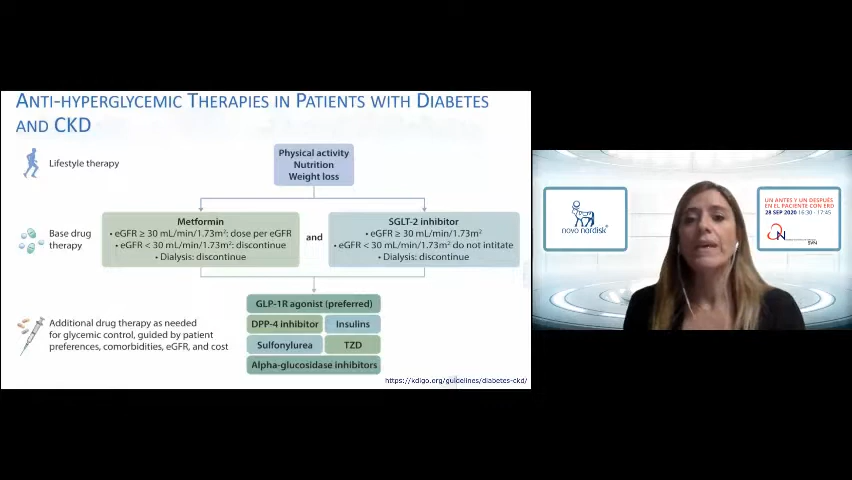 ANTI-HYPERGLYCEMIC THERAPIES IN PATIENTS WITH DIABETES
AND CKD
Lifestyle therapy
Physical activity
Nutrition
Weight loss
Base drug
therapy
Metformin
• eGFR ≥ 30 mL/min/1.73m²: dose per eGFR
• eGFR < 30 mL/min/1.73m²: discontinue
• Dialysis: discontinue
and
SGLT-2 inhibitor
• eGFR ≥ 30 mL/min/1.73m²
• eGFR < 30 mL/min/1.73m² do not intitate
• Dialysis: discontinue
Additional drug therapy as needed
for glycemic control, guided by patient
preferences, comorbidities, eGFR, and cost
GLP-1R agonist (preferred)
DPP-4 inhibitor
Insulins
Sulfonylurea
TZD
Alpha-glucosidase inhibitors
https://kdigo.org/guidelines/diabetes-ckd/
novo nordisk®
UN ANTES Y UN DESPUÉS
EN EL PACIENTE CON ERD
28 SEP 2020 16:30 - 17:45
SVN